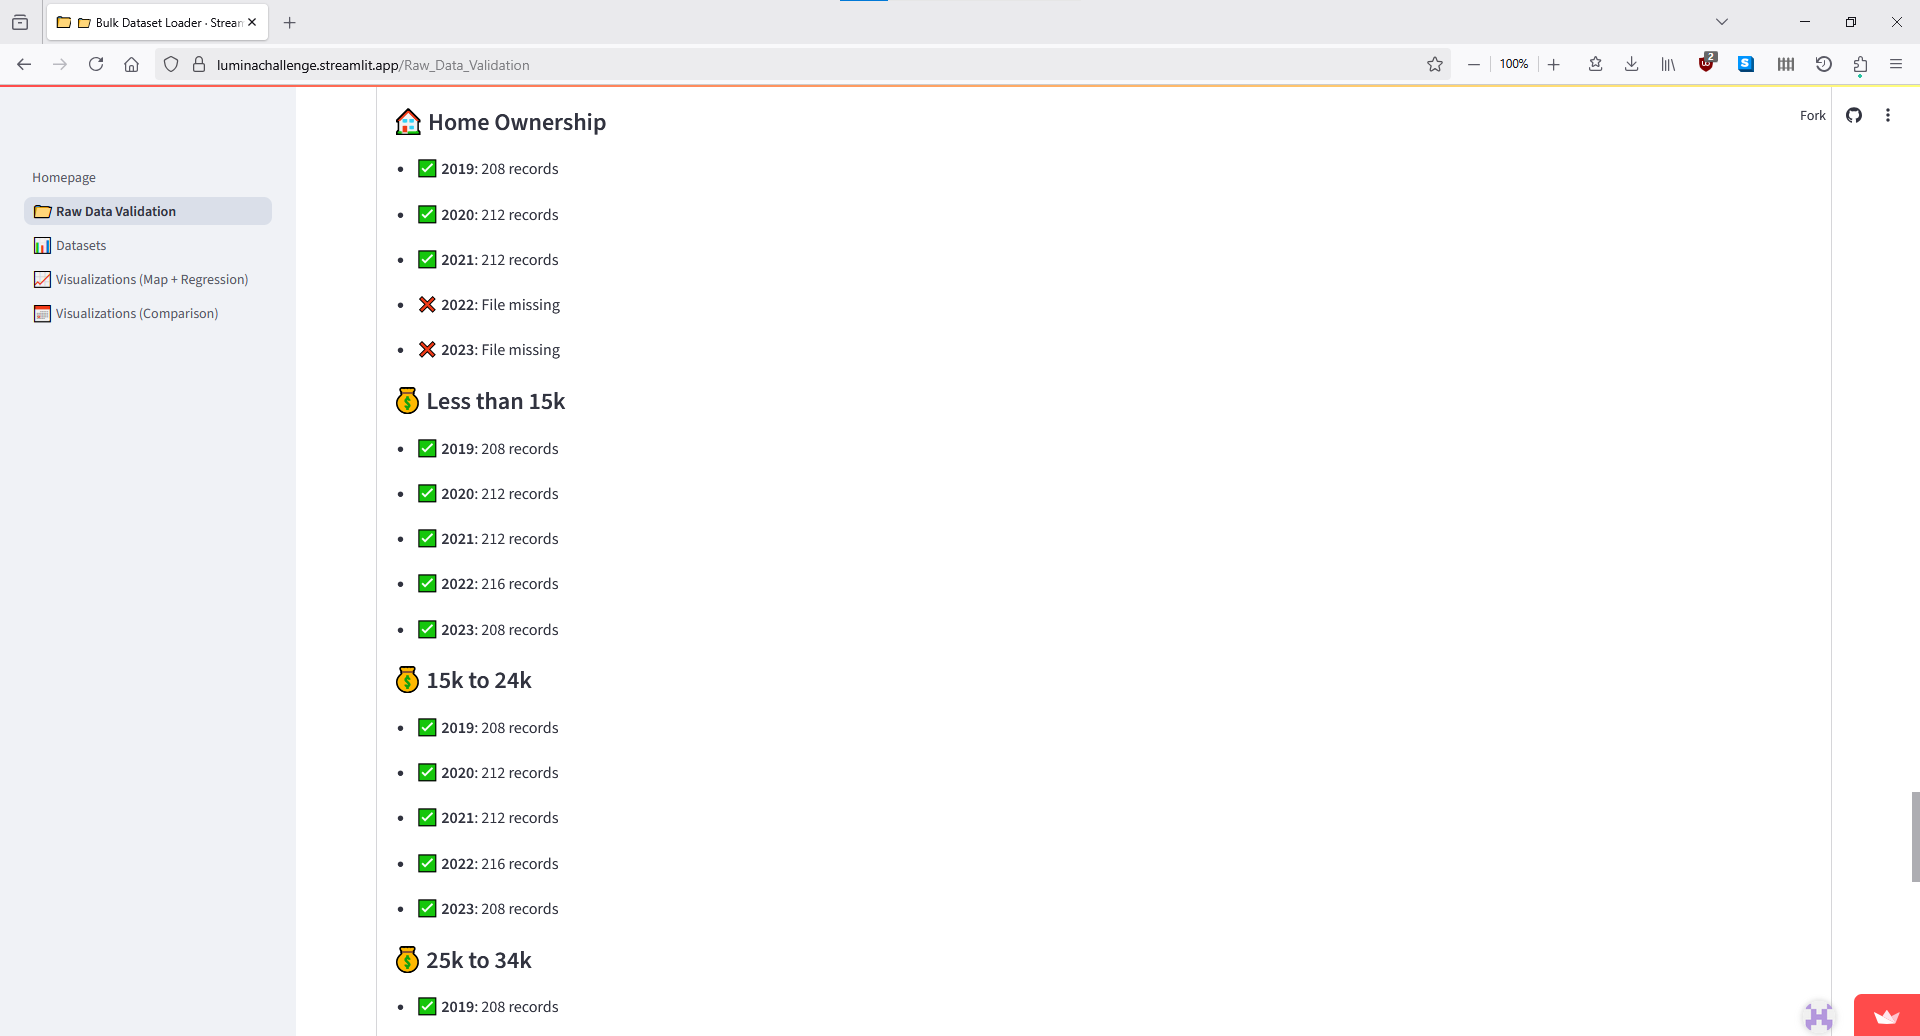 Bulk Dataset Loader · Strea
luminachallenge.streamlit.app/Raw_Data_Validation
100%
2
Fork
Homepage
Raw Data Validation
Datasets
Visualizations (Map + Regression)
Visualizations (Comparison)
Home Ownership
2019: 208 records
2020: 212 records
2021: 212 records
2022: File missing
2023: File missing
Less than 15k
2019: 208 records
2020: 212 records
2021: 212 records
2022: 216 records
2023: 208 records
15k to 24k
2019: 208 records
2020: 212 records
2021: 212 records
2022: 216 records
2023: 208 records
25k to 34k
2019: 208 records